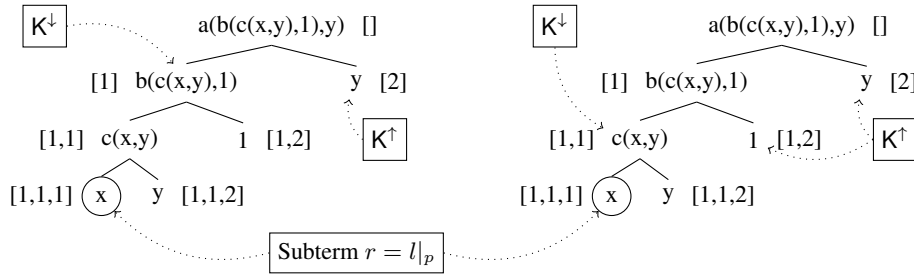 K↓ a(b(c(x,y),1),y) [] K↓ a(b(c(x,y),1),y) []
[1] b(c(x,y),1) y [2] [1] b(c(x,y),1) y [2]
[1,1] c(x,y) 1 [1,2] K↑ [1,1] c(x,y) 1 [1,2] K↑
[1,1,1] x y [1,1,2] [1,1,1] x y [1,1,2]
Subterm r = l|ₚ